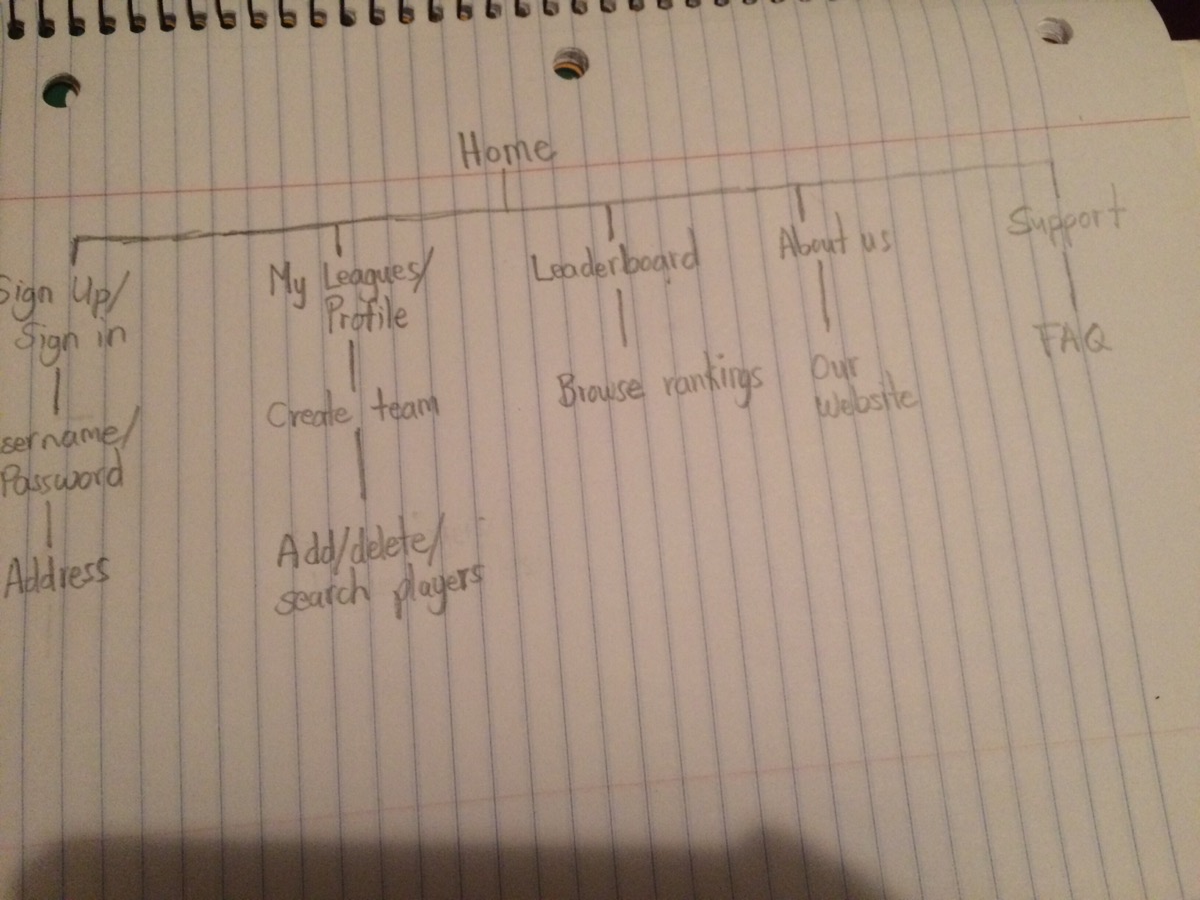 Home
Sign Up/
Sign in
sername/
Password
Address
My Leagues/
Profile
Create team
Add/delete/
search players
Leaderboard
Browse rankings
About us
Our
website
Support
FAQ